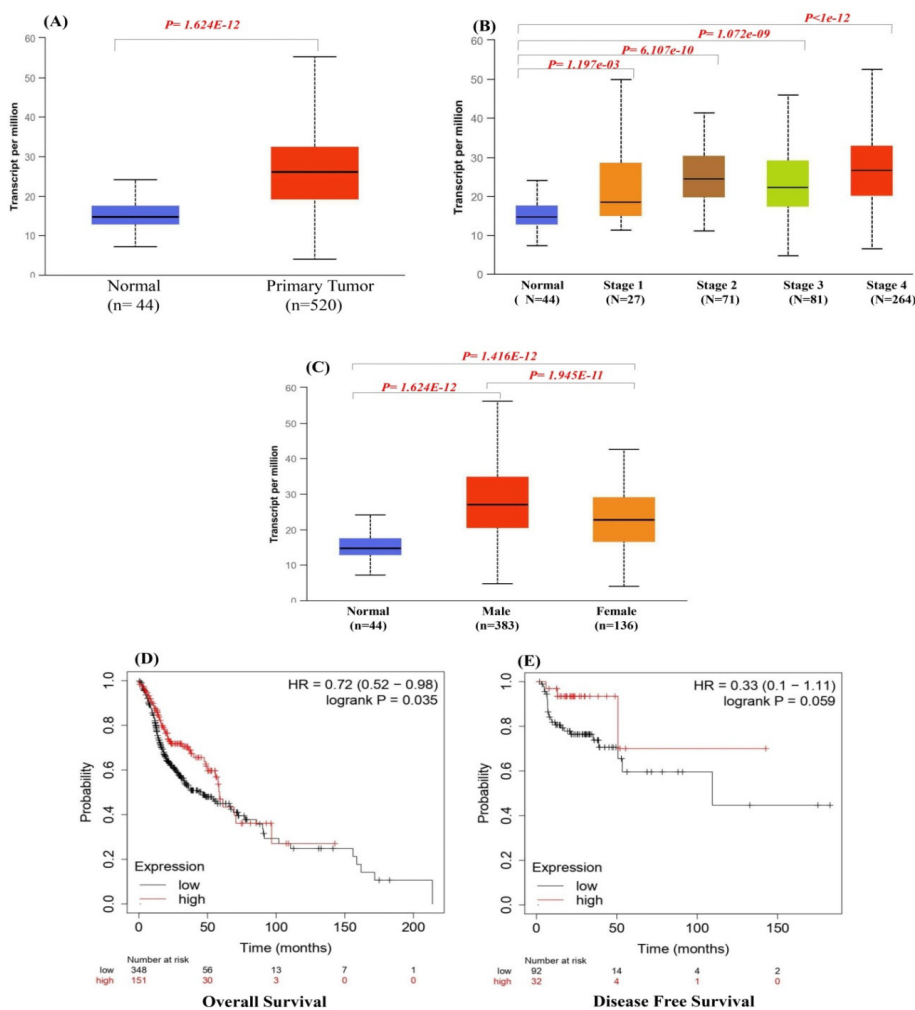 (A)
P= 1.624E-12
Transcript per million
60
50
40
30
20
10
0
Normal
(n= 44)
Primary Tumor
(n=520)
(B)
P<1e-12
P= 1.072e-09
P= 6.107e-10
P= 1.197e-03
Transcript per million
60
50
40
30
20
10
0
Normal
( N=44)
Stage 1
(N=27)
Stage 2
(N=71)
Stage 3
(N=81)
Stage 4
(N=264)
(C)
P= 1.416E-12
P= 1.624E-12
P= 1.945E-11
Transcript per million
60
50
40
30
20
10
0
Normal
(n=44)
Male
(n=383)
Female
(n=136)
(D)
HR = 0.72 (0.52 − 0.98)
logrank P = 0.035
Probability
1.0
0.8
0.6
0.4
0.2
0.0
Expression
low
high
0 50 100 150 200
Time (months)
Number at risk
low 348 56 13 7 1
high 151 30 3 0 0
Overall Survival
(E)
HR = 0.33 (0.1 − 1.11)
logrank P = 0.059
Probability
1.0
0.8
0.6
0.4
0.2
0.0
Expression
low
high
0 50 100 150
Time (months)
Number at risk
low 92 14 4 2
high 32 4 1 0
Disease Free Survival